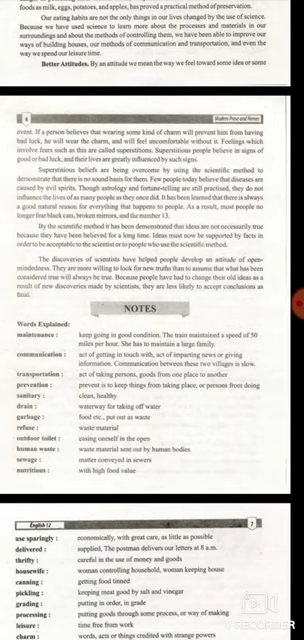 foods as milk, eggs, potatoes, and apples, has proved a practical method of preservation.
Our eating habits are not the only things in our lives changed by the use of science.
Because we have used science to learn more about the processes and materials in our
surroundings and about the methods of controlling them, we have been able to improve our
ways of building houses, our methods of communication and transportation, and even the
way we spend our leisure time.
Better Attitudes. By an attitude we mean the way we feel toward some idea or some
6
Modern Prose and Heroes
event. If a person believes that wearing some kind of charm will prevent him from having
bad luck, he will wear the charm, and will feel uncomfortable without it. Feelings which
involve fears such as this are called superstitions. Superstitious people believe in signs of
good or bad luck, and their lives are greatly influenced by such signs.
Superstitious beliefs are being overcome by using the scientific method to
demonstrate that there is no sound basis for them. Few people today believe that diseases are
caused by evil spirits. Though astrology and fortune-telling are still practised, they do not
influence the lives of as many people as they once did. It has been learned that there is always
a good natural reason for everything that happens to people. As a result, most people no
longer fear black cats, broken mirrors, and the number 13.
By the scientific method it has been demonstrated that ideas are not necessarily true
because they have been believed for a long time. Ideas must now be supported by facts in
order to be acceptable to the scientist or to people who use the scientific method.
The discoveries of scientists have helped people develop an attitude of open-
mindedness. They are more willing to look for new truths than to assume that what has been
considered true will always be true. Because people have had to change their old ideas as a
result of new discoveries made by scientists, they are less likely to accept conclusions as
final.
NOTES
Words Explained:
maintenance : keep going in good condition. The train maintained a speed of 50
miles per hour. She has to maintain a large family.
communication : act of getting in touch with, act of imparting news or giving
information. Communication between these two villages is slow.
transportation : act of taking persons, goods from one place to another
prevention : prevent is to keep things from taking place, or persons from doing
sanitary : clean, healthy
drain : waterway for taking off water
garbage : food etc., put out as waste
refuse : waste material
outdoor toilet : easing oneself in the open
human waste : waste material sent out by human bodies
sewage : matter conveyed in sewers
nutritious : with high food value
English 12
7
use sparingly : economically, with great care, as little as possible
delivered : supplied, The postman delivers our letters at 8 a.m.
thrifty : careful in the use of money and goods
housewife : woman controlling household, woman keeping house
canning : getting food tinned
pickling : keeping meat good by salt and vinegar
grading : putting in order, in grade
processing : putting goods through some process, or way of making
leisure : time free from work
charm : words, acts or things credited with strange powers
V RECORDER